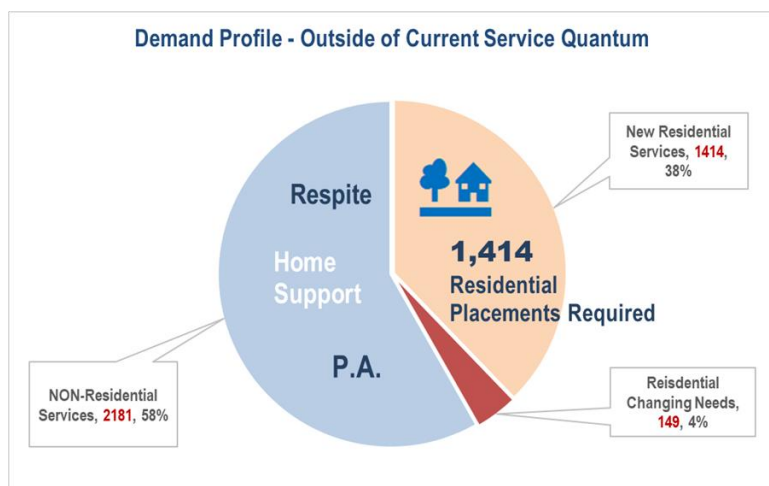 Demand Profile - Outside of Current Service Quantum
New Residential
Services, 1414,
38%
Respite
1,414
Residential
Placements Required
Home
Support
P.A.
NON-Residential
Services, 2181, 58%
Reisdential
Changing Needs,
149, 4%